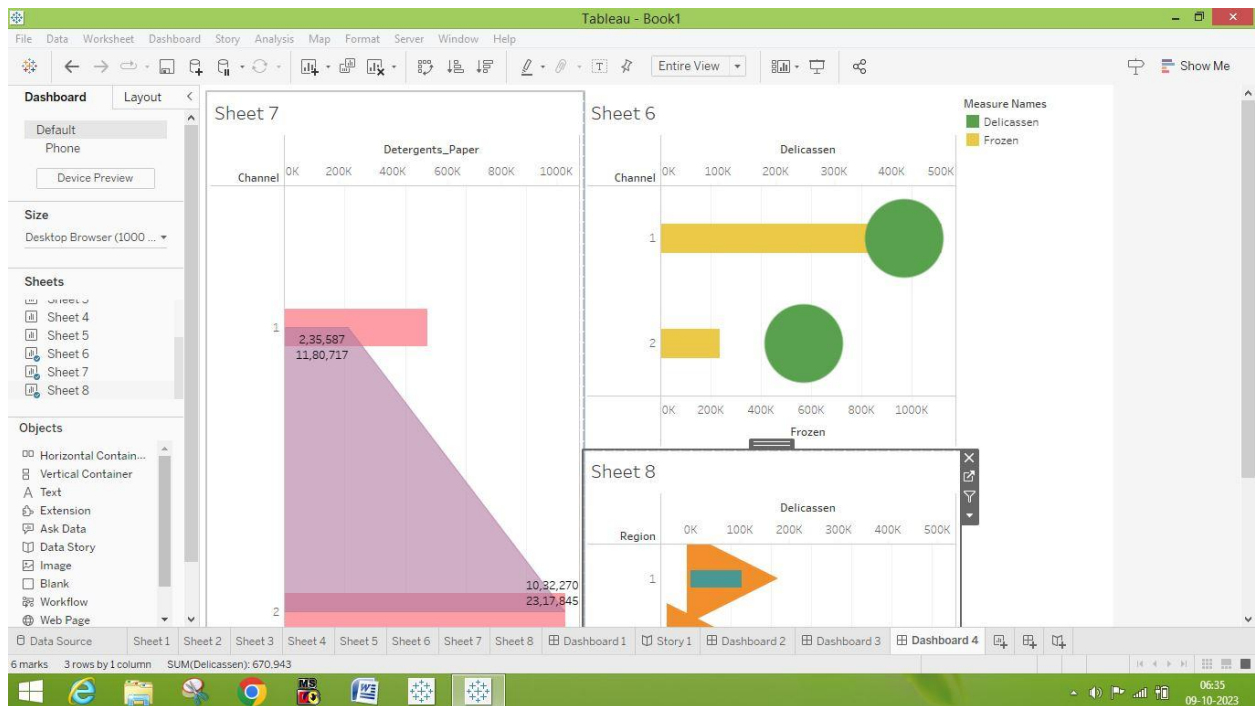 Tableau - Book1
File Data Worksheet Dashboard Story Analysis Map Format Server Window Help
Entire View
Show Me
Dashboard Layout
Default
Phone
Device Preview
Size
Desktop Browser (1000 ...
Sheets
Sheet 4
Sheet 5
Sheet 6
Sheet 7
Sheet 8
Objects
Horizontal Contain...
Vertical Container
A Text
Extension
Ask Data
Data Story
Image
Blank
Workflow
Web Page
Sheet 7
Detergents_Paper
Channel 0K 200K 400K 600K 800K 1000K
1
2,35,587
11,80,717
10,32,270
23,17,845
2
Sheet 6
Delicassen
Channel 0K 100K 200K 300K 400K 500K
1
2
0K 200K 400K 600K 800K 1000K
Frozen
Measure Names
Delicassen
Frozen
Sheet 8
Delicassen
Region 0K 100K 200K 300K 400K 500K
1
Data Source Sheet 1 Sheet 2 Sheet 3 Sheet 4 Sheet 5 Sheet 6 Sheet 7 Sheet 8 Dashboard 1 Story 1 Dashboard 2 Dashboard 3 Dashboard 4
6 marks 3 rows by 1 column SUM(Delicassen): 670,943
MS
06:35
09-10-2023